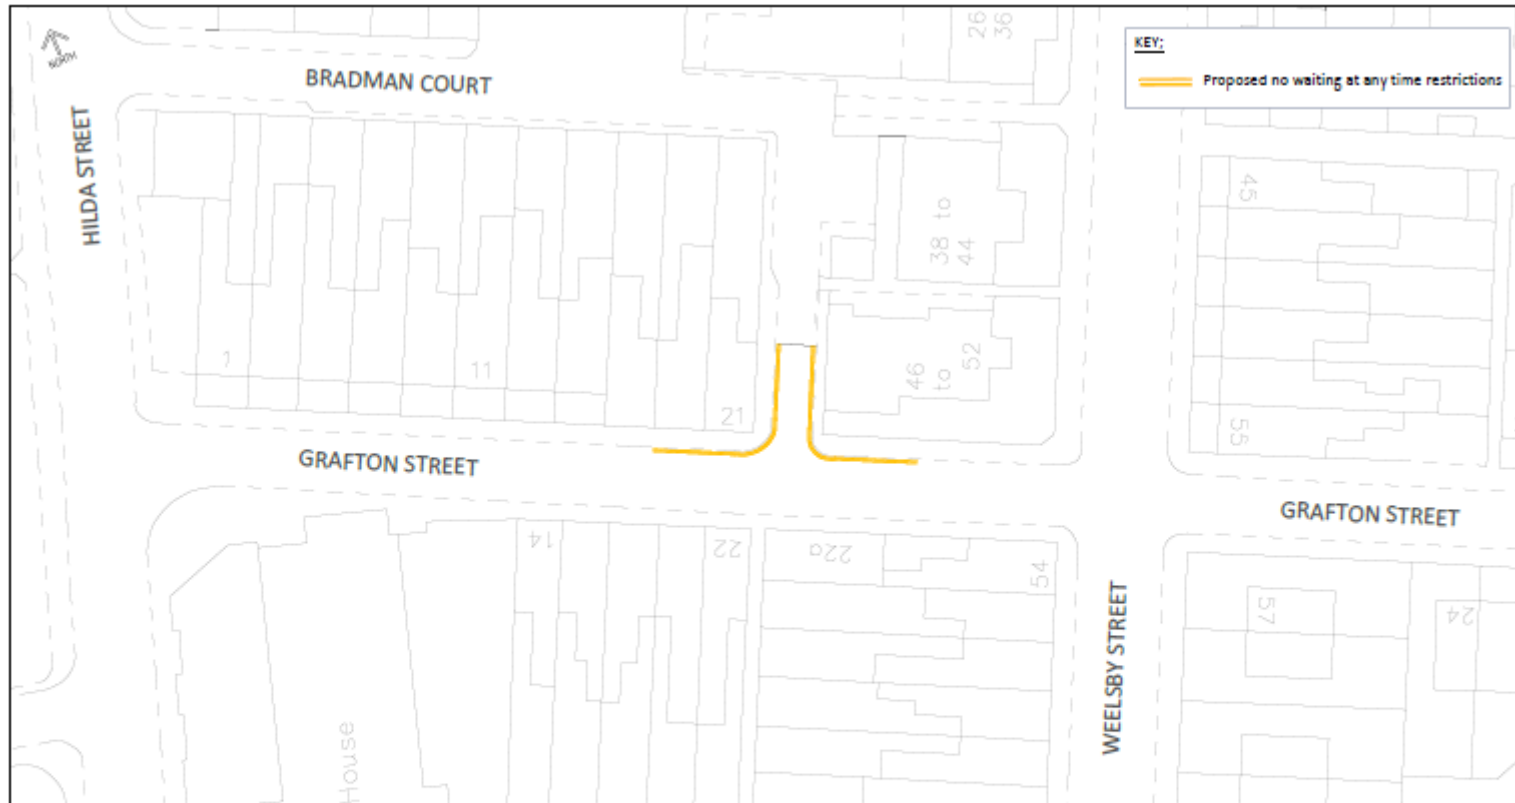 NORTH
BRADMAN COURT
26
36
KEY;
Proposed no waiting at any time restrictions
HILDA STREET
38 to
44
45
1
11
21
46
to
52
55
GRAFTON STREET
GRAFTON STREET
14
22
22a
54
WEELSBY STREET
57
24
House